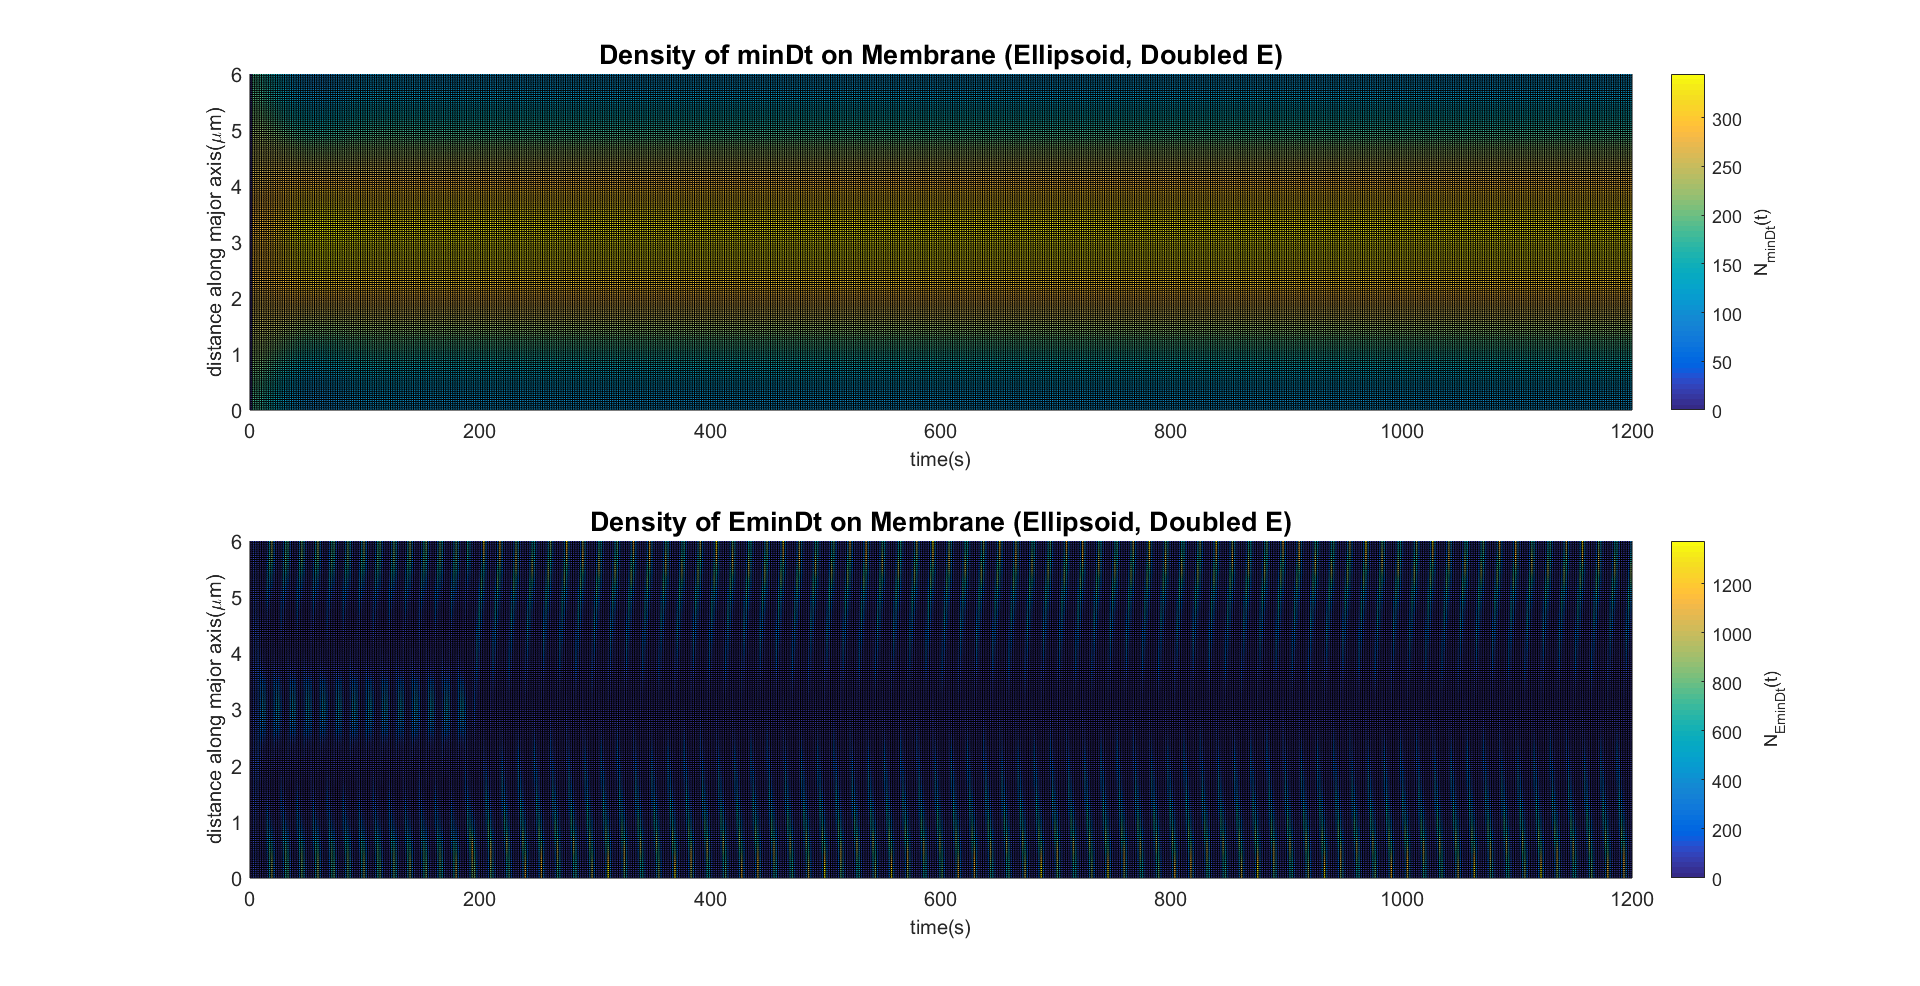 Density of minDt on Membrane (Ellipsoid, Doubled E)
distance along major axis(μm)
6
5
4
3
2
1
0
0 200 400 600 800 1000 1200
time(s)
300
250
200
150
100
50
0
N_minDt(t)
Density of EminDt on Membrane (Ellipsoid, Doubled E)
distance along major axis(μm)
6
5
4
3
2
1
0
0 200 400 600 800 1000 1200
time(s)
1200
1000
800
600
400
200
0
N_EminDt(t)